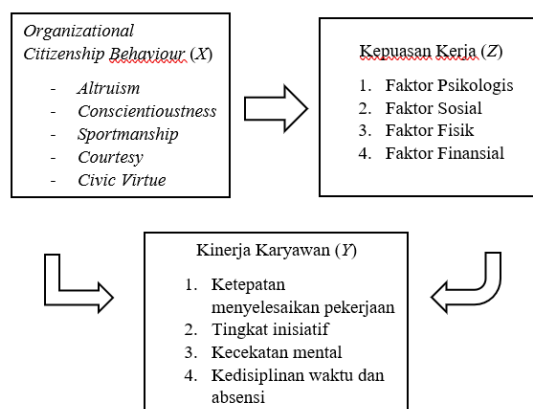 Organizational
Citizenship Behaviour (X)
- Altruism
- Conscientioustness
- Sportmanship
- Courtesy
- Civic Virtue
Kepuasan Kerja (Z)
1. Faktor Psikologis
2. Faktor Sosial
3. Faktor Fisik
4. Faktor Finansial
Kinerja Karyawan (Y)
1. Ketepatan
menyelesaikan pekerjaan
2. Tingkat inisiatif
3. Kecekatan mental
4. Kedisiplinan waktu dan
absensi